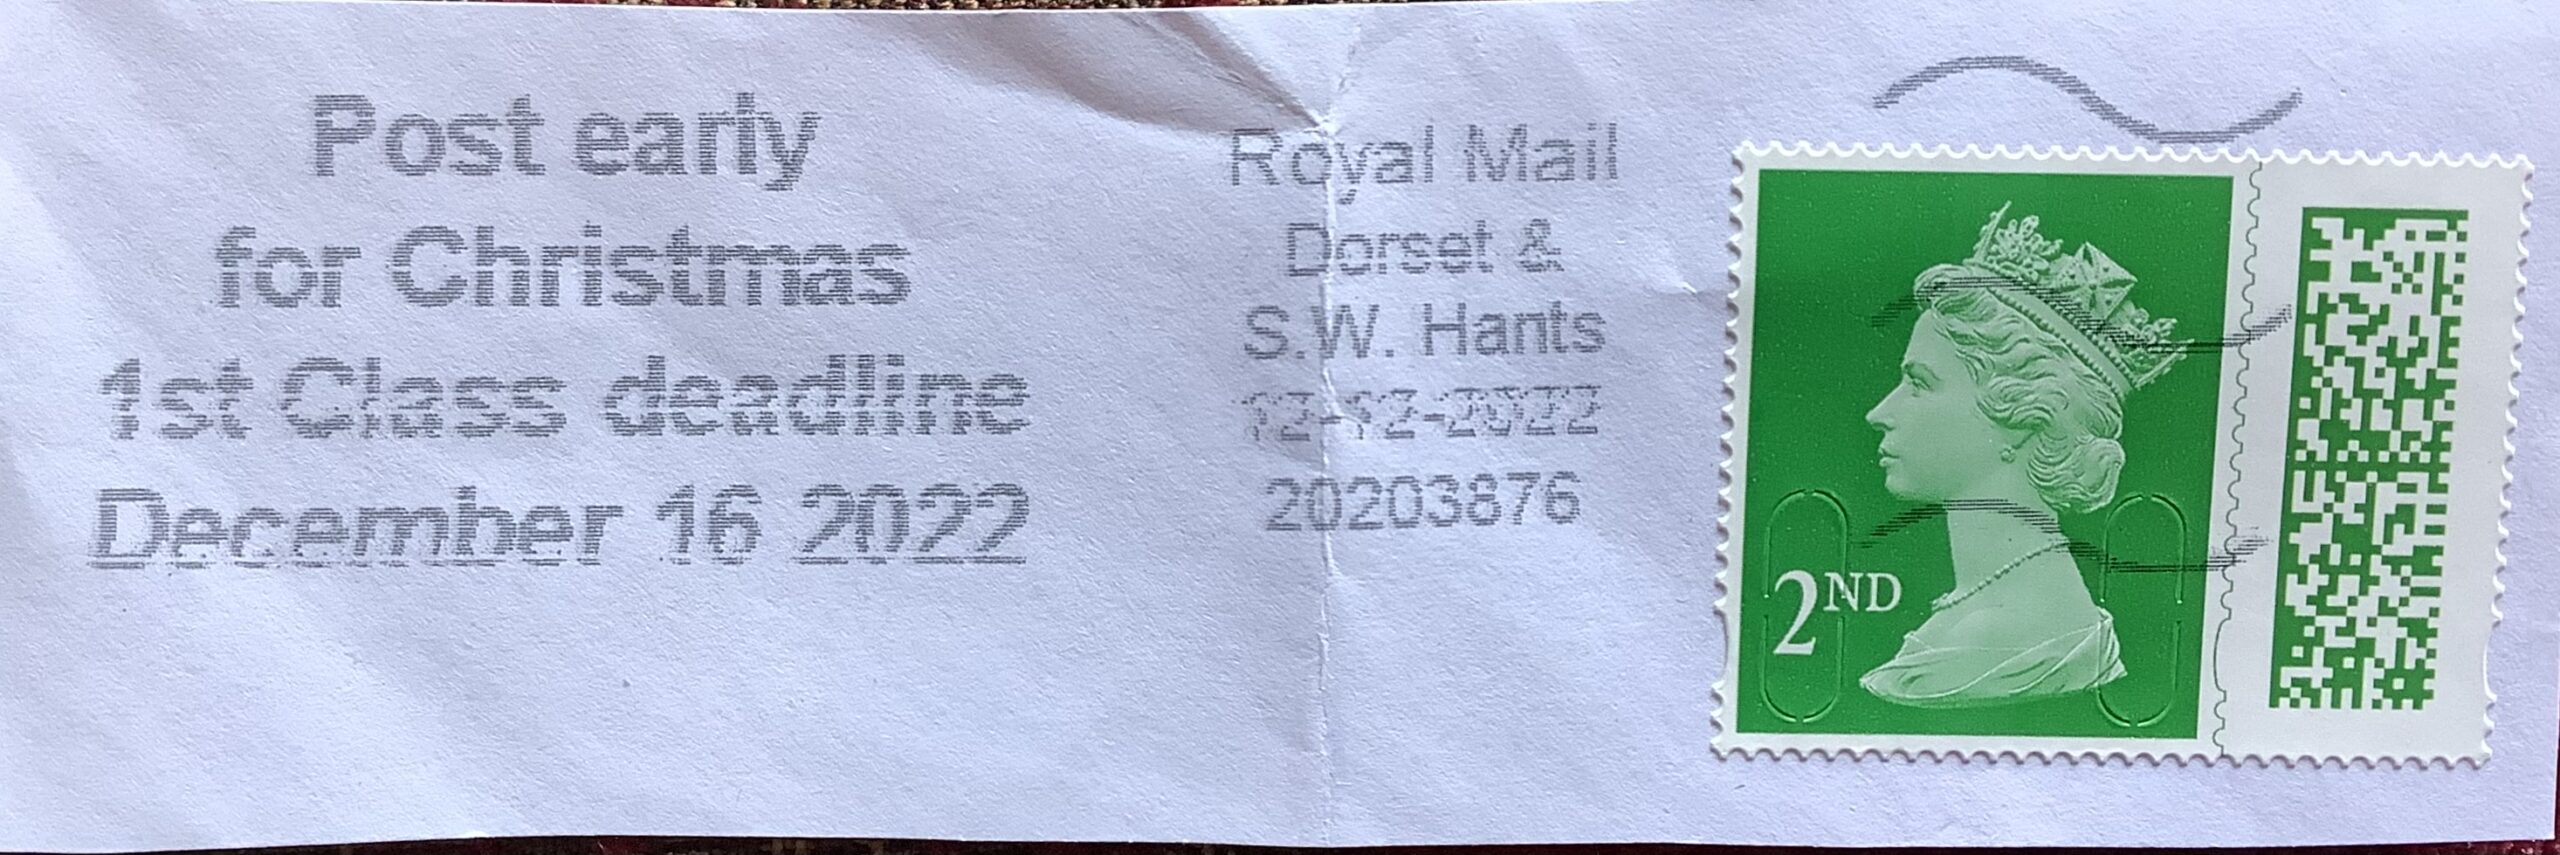 Post early
for Christmas
1st Class deadline
December 16 2022
Royal Mail
Dorset &
S.W. Hants
12-12-2022
20203876
2ND